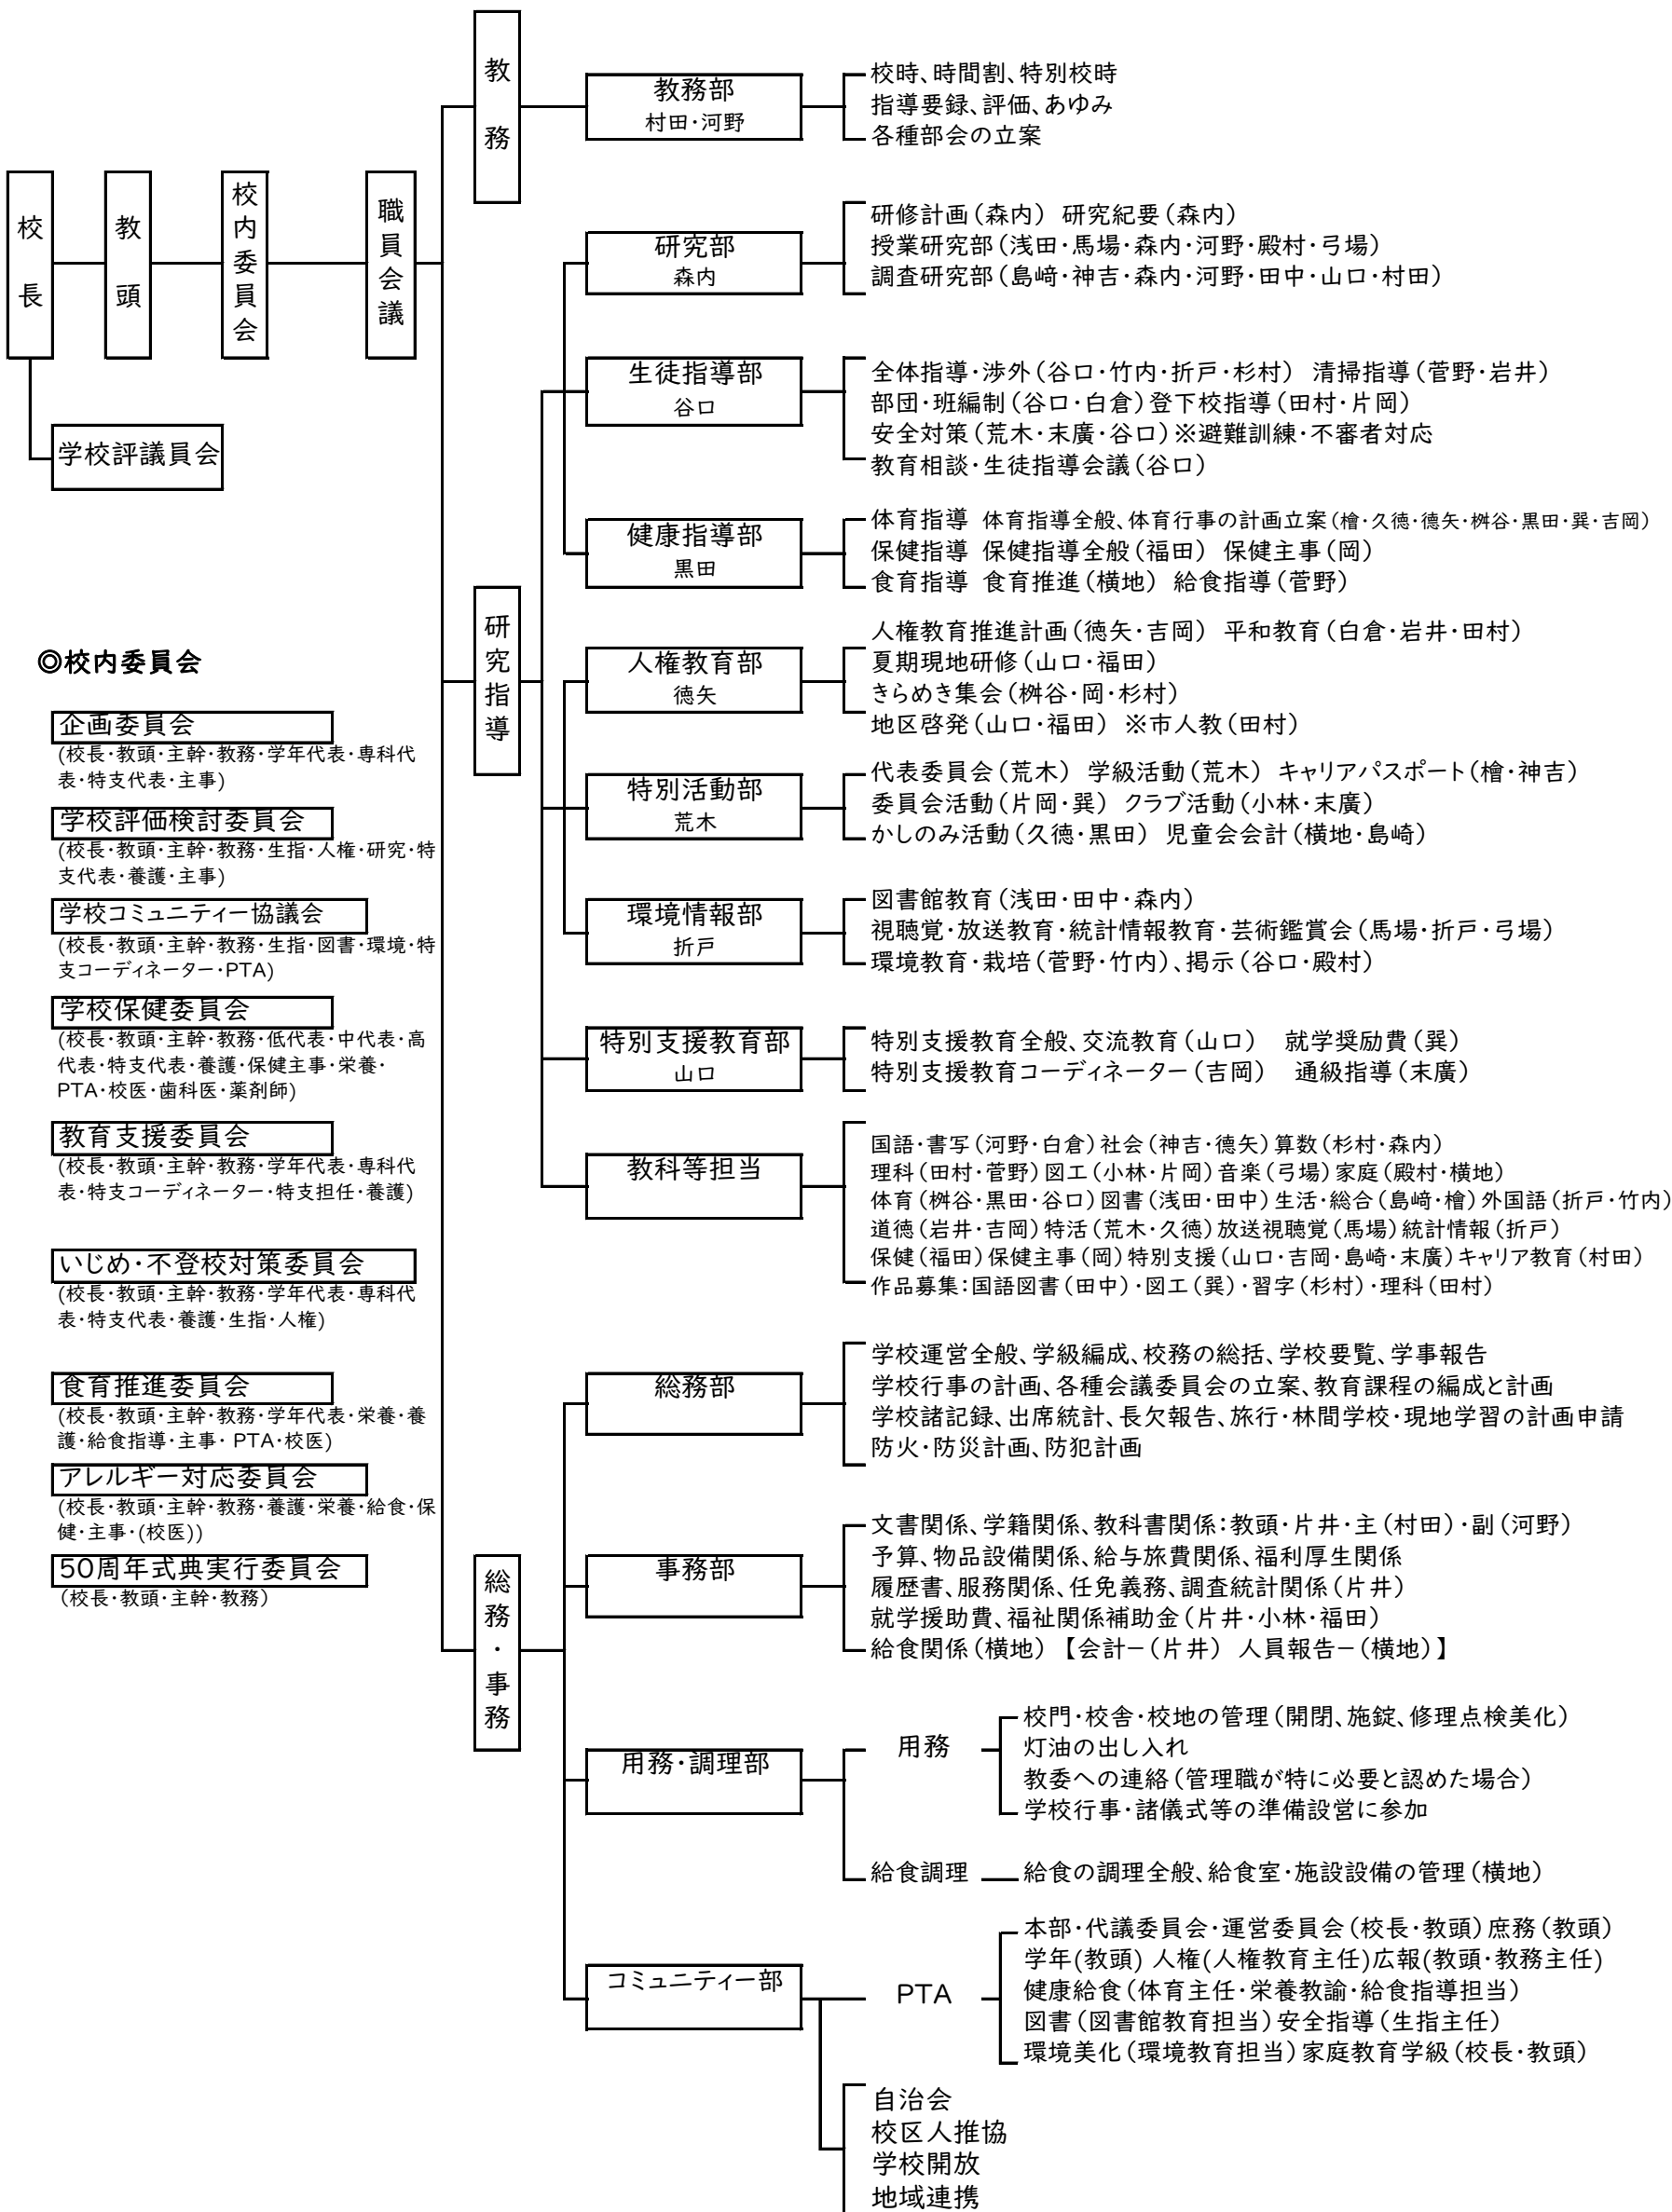 校長
教頭
校内委員会
職員会議
学校評議員会
教務
教務部
村田・河野
校時、時間割、特別校時
指導要録、評価、あゆみ
各種部会の立案
研究指導
研究部
森内
研修計画(森内) 研究紀要(森内)
授業研究部(浅田・馬場・森内・河野・殿村・弓場)
調査研究部(島﨑・神吉・森内・河野・田中・山口・村田)
生徒指導部
谷口
全体指導・渉外(谷口・竹内・折戸・杉村) 清掃指導(菅野・岩井)
部団・班編制(谷口・白倉)登下校指導(田村・片岡)
安全対策(荒木・末廣・谷口)※避難訓練・不審者対応
教育相談・生徒指導会議(谷口)
健康指導部
黒田
体育指導 体育指導全般、体育行事の計画立案(檜・久徳・德矢・桝谷・黒田・巽・吉岡)
保健指導 保健指導全般(福田) 保健主事(岡)
食育指導 食育推進(横地) 給食指導(菅野)
人権教育部
德矢
人権教育推進計画(德矢・吉岡) 平和教育(白倉・岩井・田村)
夏期現地研修(山口・福田)
きらめき集会(桝谷・岡・杉村)
地区啓発(山口・福田) ※市人教(田村)
特別活動部
荒木
代表委員会(荒木) 学級活動(荒木) キャリアパスポート(檜・神吉)
委員会活動(片岡・巽) クラブ活動(小林・末廣)
かしのみ活動(久徳・黒田) 児童会会計(横地・島崎)
環境情報部
折戸
図書館教育(浅田・田中・森内)
視聴覚・放送教育・統計情報教育・芸術鑑賞会(馬場・折戸・弓場)
環境教育・栽培(菅野・竹内)、掲示(谷口・殿村)
特別支援教育部
山口
特別支援教育全般、交流教育(山口) 就学奨励費(巽)
特別支援教育コーディネーター(吉岡) 通級指導(末廣)
教科等担当
国語・書写(河野・白倉)社会(神吉・德矢)算数(杉村・森内)
理科(田村・菅野)図工(小林・片岡)音楽(弓場)家庭(殿村・横地)
体育(桝谷・黒田・谷口)図書(浅田・田中)生活・総合(島﨑・檜)外国語(折戸・竹内)
道徳(岩井・吉岡)特活(荒木・久徳)放送視聴覚(馬場)統計情報(折戸)
保健(福田)保健主事(岡)特別支援(山口・吉岡・島崎・末廣)キャリア教育(村田)
作品募集:国語図書(田中)・図工(巽)・習字(杉村)・理科(田村)
総務・事務
総務部
学校運営全般、学級編成、校務の総括、学校要覧、学事報告
学校行事の計画、各種会議委員会の立案、教育課程の編成と計画
学校諸記録、出席統計、長欠報告、旅行・林間学校・現地学習の計画申請
防火・防災計画、防犯計画
事務部
文書関係、学籍関係、教科書関係:教頭・片井・主(村田)・副(河野)
予算、物品設備関係、給与旅費関係、福利厚生関係
履歴書、服務関係、任免義務、調査統計関係(片井)
就学援助費、福祉関係補助金(片井・小林・福田)
給食関係(横地)【会計-(片井) 人員報告-(横地)】
用務・調理部
用務
校門・校舎・校地の管理(開閉、施錠、修理点検美化)
灯油の出し入れ
教委への連絡(管理職が特に必要と認めた場合)
学校行事・諸儀式等の準備設営に参加
給食調理
給食の調理全般、給食室・施設設備の管理(横地)
コミュニティー部
PTA
本部・代議委員会・運営委員会(校長・教頭)庶務(教頭)
学年(教頭) 人権(人権教育主任)広報(教頭・教務主任)
健康給食(体育主任・栄養教諭・給食指導担当)
図書(図書館教育担当)安全指導(生指主任)
環境美化(環境教育担当)家庭教育学級(校長・教頭)
自治会
校区人推協
学校開放
地域連携
◎校内委員会
企画委員会
(校長・教頭・主幹・教務・学年代表・専科代
表・特支代表・主事)
学校評価検討委員会
(校長・教頭・主幹・教務・生指・人権・研究・特
支代表・養護・主事)
学校コミュニティー協議会
(校長・教頭・主幹・教務・生指・図書・環境・特
支コーディネーター・PTA)
学校保健委員会
(校長・教頭・主幹・教務・低代表・中代表・高
代表・特支代表・養護・保健主事・栄養・
PTA・校医・歯科医・薬剤師)
教育支援委員会
(校長・教頭・主幹・教務・学年代表・専科代
表・特支コーディネーター・特支担任・養護)
いじめ・不登校対策委員会
(校長・教頭・主幹・教務・学年代表・専科代
表・特支代表・養護・生指・人権)
食育推進委員会
(校長・教頭・主幹・教務・学年代表・栄養・養
護・給食指導・主事・ PTA・校医)
アレルギー対応委員会
(校長・教頭・主幹・教務・養護・栄養・給食・保
健・主事・(校医))
50周年式典実行委員会
(校長・教頭・主幹・教務)